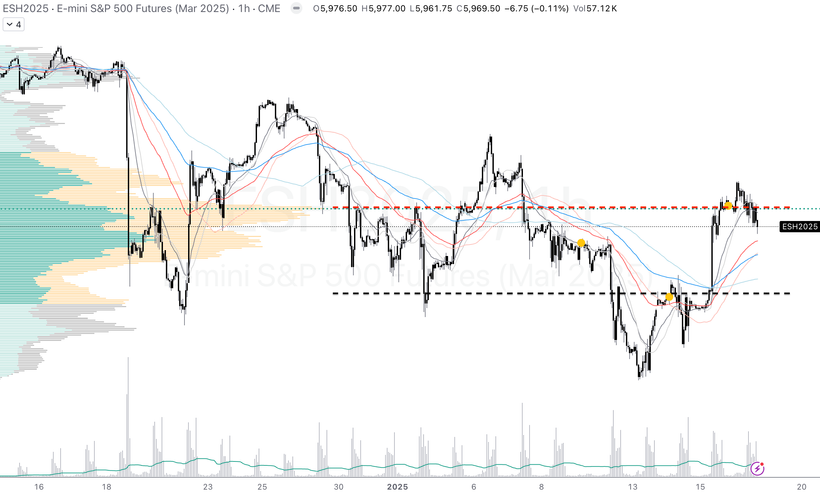 ESH2025 · E-mini S&P 500 Futures (Mar 2025) · 1h · CME O5,976.50 H5,977.00 L5,961.75 C5,969.50 −6.75 (−0.11%) Vol57.12K
4
E-mini S&P 500 Futures (Mar 2025)
ESH2025
16 18 23 25 30 2025 6 8 13 15 20